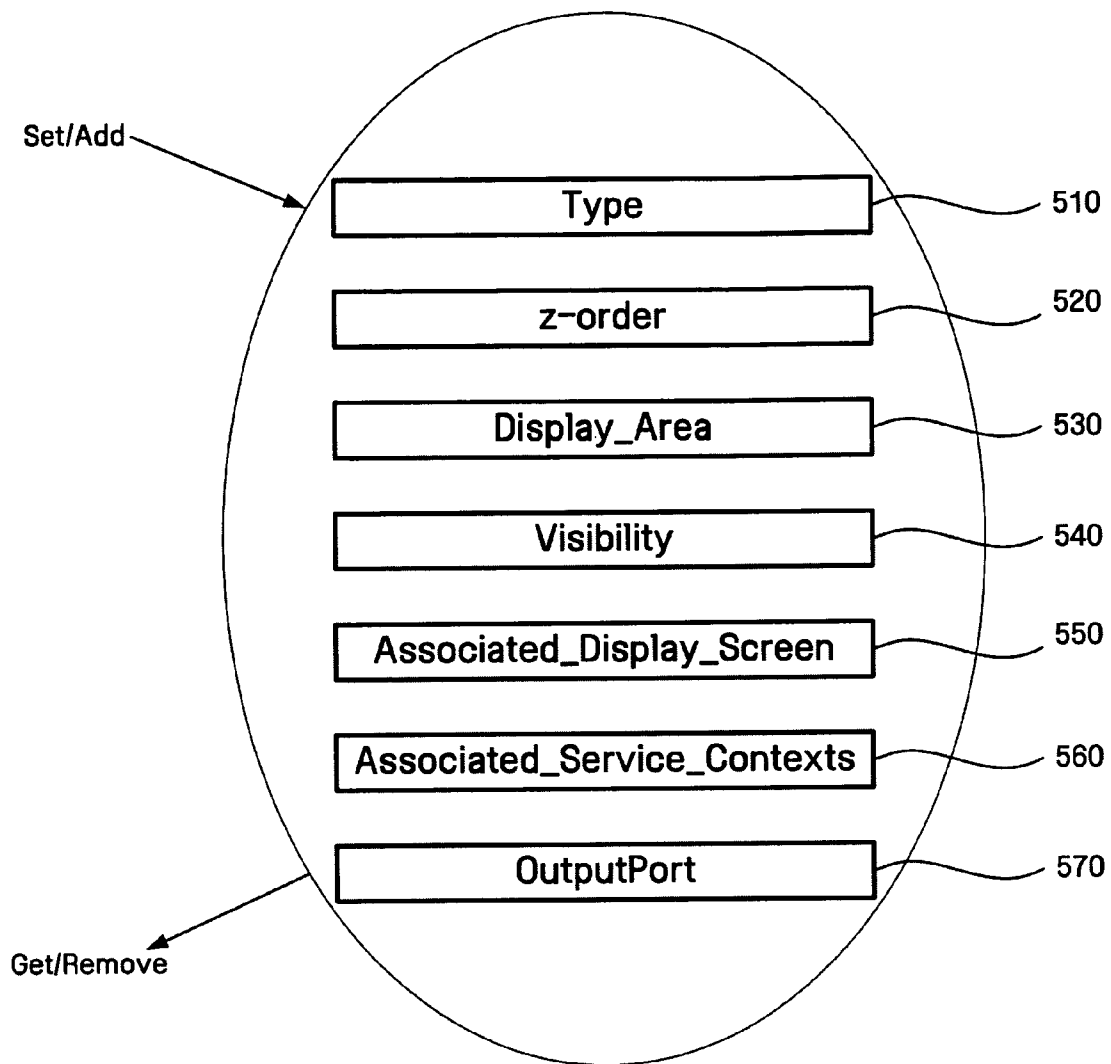 Set/Add
Type
510
z-order
520
Display_Area
530
Visibility
540
Associated_Display_Screen
550
Associated_Service_Contexts
560
OutputPort
570
Get/Remove